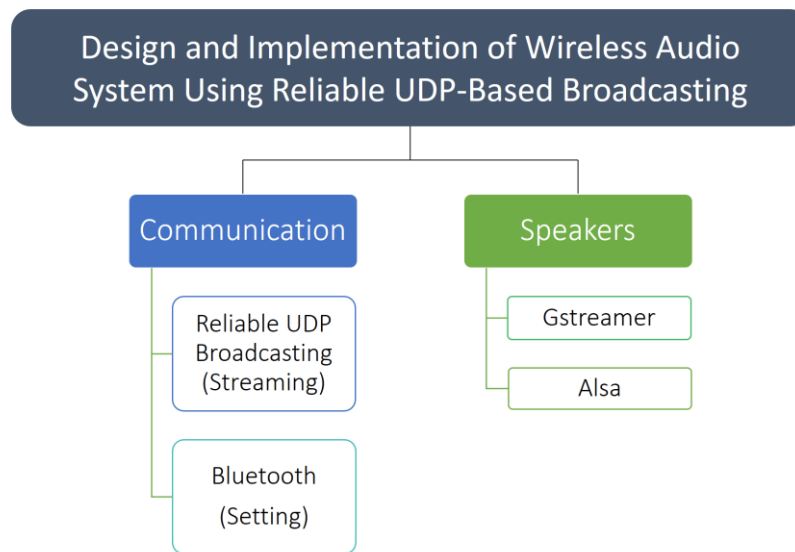 Design and Implementation of Wireless Audio
System Using Reliable UDP-Based Broadcasting
Communication
Reliable UDP
Broadcasting
(Streaming)
Bluetooth
(Setting)
Speakers
Gstreamer
Alsa